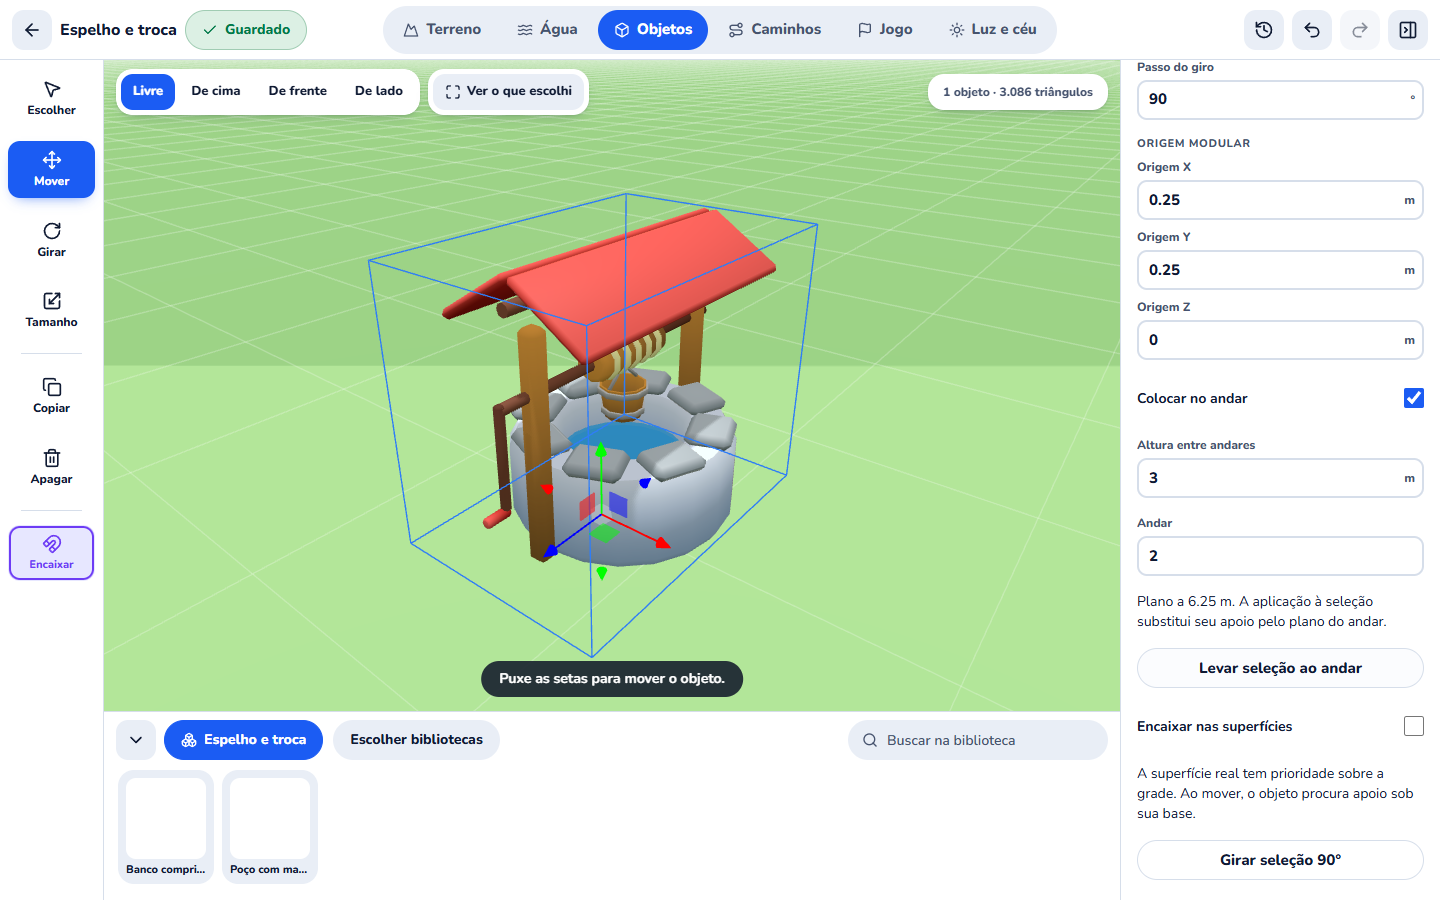 Espelho e troca
Guardado
Terreno
Água
Objetos
Caminhos
Jogo
Luz e céu
Escolher
Mover
Girar
Tamanho
Copiar
Apagar
Encaixar
Livre
De cima
De frente
De lado
Ver o que escolhi
1 objeto · 3.086 triângulos
Puxe as setas para mover o objeto.
Espelho e troca
Escolher bibliotecas
Buscar na biblioteca
Banco compri...
Poço com ma...
Passo do giro
90 °
ORIGEM MODULAR
Origem X
0.25 m
Origem Y
0.25 m
Origem Z
0 m
Colocar no andar
Altura entre andares
3 m
Andar
2
Plano a 6.25 m. A aplicação à seleção
substitui seu apoio pelo plano do andar.
Levar seleção ao andar
Encaixar nas superfícies
A superfície real tem prioridade sobre a
grade. Ao mover, o objeto procura apoio sob
sua base.
Girar seleção 90°